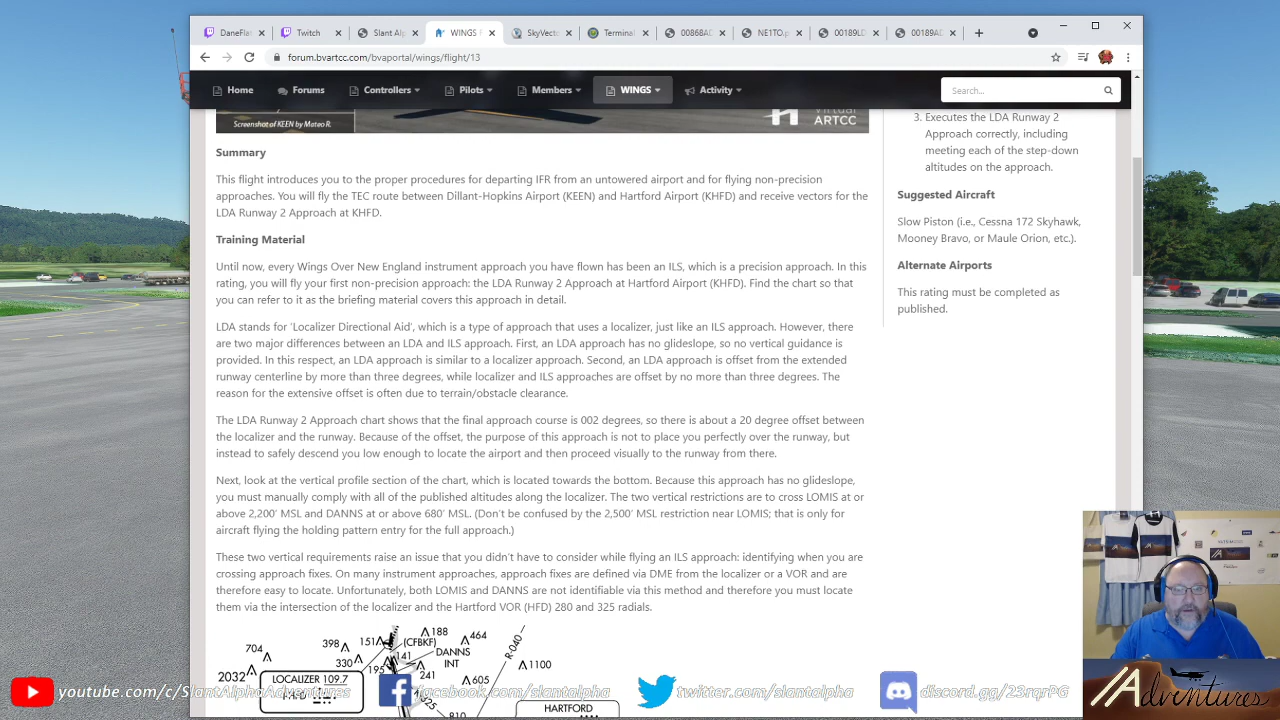 DaneFla
Twitch
Slant Alp
WINGS F
SkyVecto
Terminal
00868AD
NE1TO.p
00189LD
00189AD
forum.bvartcc.com/bvaportal/wings/flight/13
Home
Forums
Controllers
Pilots
Members
WINGS
Activity
Search...
Screenshot of KEEN by Mateo R.
Virtual
ARTCC
3. Executes the LDA Runway 2
Approach correctly, including
meeting each of the step-down
altitudes on the approach.
Suggested Aircraft
Slow Piston (i.e., Cessna 172 Skyhawk,
Mooney Bravo, or Maule Orion, etc.).
Alternate Airports
This rating must be completed as
published.
Summary
This flight introduces you to the proper procedures for departing IFR from an untowered airport and for flying non-precision
approaches. You will fly the TEC route between Dillant-Hopkins Airport (KEEN) and Hartford Airport (KHFD) and receive vectors for the
LDA Runway 2 Approach at KHFD.
Training Material
Until now, every Wings Over New England instrument approach you have flown has been an ILS, which is a precision approach. In this
rating, you will fly your first non-precision approach: the LDA Runway 2 Approach at Hartford Airport (KHFD). Find the chart so that
you can refer to it as the briefing material covers this approach in detail.
LDA stands for 'Localizer Directional Aid', which is a type of approach that uses a localizer, just like an ILS approach. However, there
are two major differences between an LDA and ILS approach. First, an LDA approach has no glideslope, so no vertical guidance is
provided. In this respect, an LDA approach is similar to a localizer approach. Second, an LDA approach is offset from the extended
runway centerline by more than three degrees, while localizer and ILS approaches are offset by no more than three degrees. The
reason for the extensive offset is often due to terrain/obstacle clearance.
The LDA Runway 2 Approach chart shows that the final approach course is 002 degrees, so there is about a 20 degree offset between
the localizer and the runway. Because of the offset, the purpose of this approach is not to place you perfectly over the runway, but
instead to safely descend you low enough to locate the airport and then proceed visually to the runway from there.
Next, look at the vertical profile section of the chart, which is located towards the bottom. Because this approach has no glideslope,
you must manually comply with all of the published altitudes along the localizer. The two vertical restrictions are to cross LOMIS at or
above 2,200' MSL and DANNS at or above 680' MSL. (Don't be confused by the 2,500' MSL restriction near LOMIS; that is only for
aircraft flying the holding pattern entry for the full approach.)
These two vertical requirements raise an issue that you didn't have to consider while flying an ILS approach: identifying when you are
crossing approach fixes. On many instrument approaches, approach fixes are defined via DME from the localizer or a VOR and are
therefore easy to locate. Unfortunately, both LOMIS and DANNS are not identifiable via this method and therefore you must locate
them via the intersection of the localizer and the Hartford VOR (HFD) 280 and 325 radials.
704
398
330
151
188
(CFBKF)
464
141
DANNS
INT
R-040
195
241
1100
2032
605
LOCALIZER 109.7
HARTFORD
youtube.com/c/SlantAlphaAdventures
facebook.com/slantalpha
twitter.com/slantalpha
discord.gg/23rqrPG
Adventures